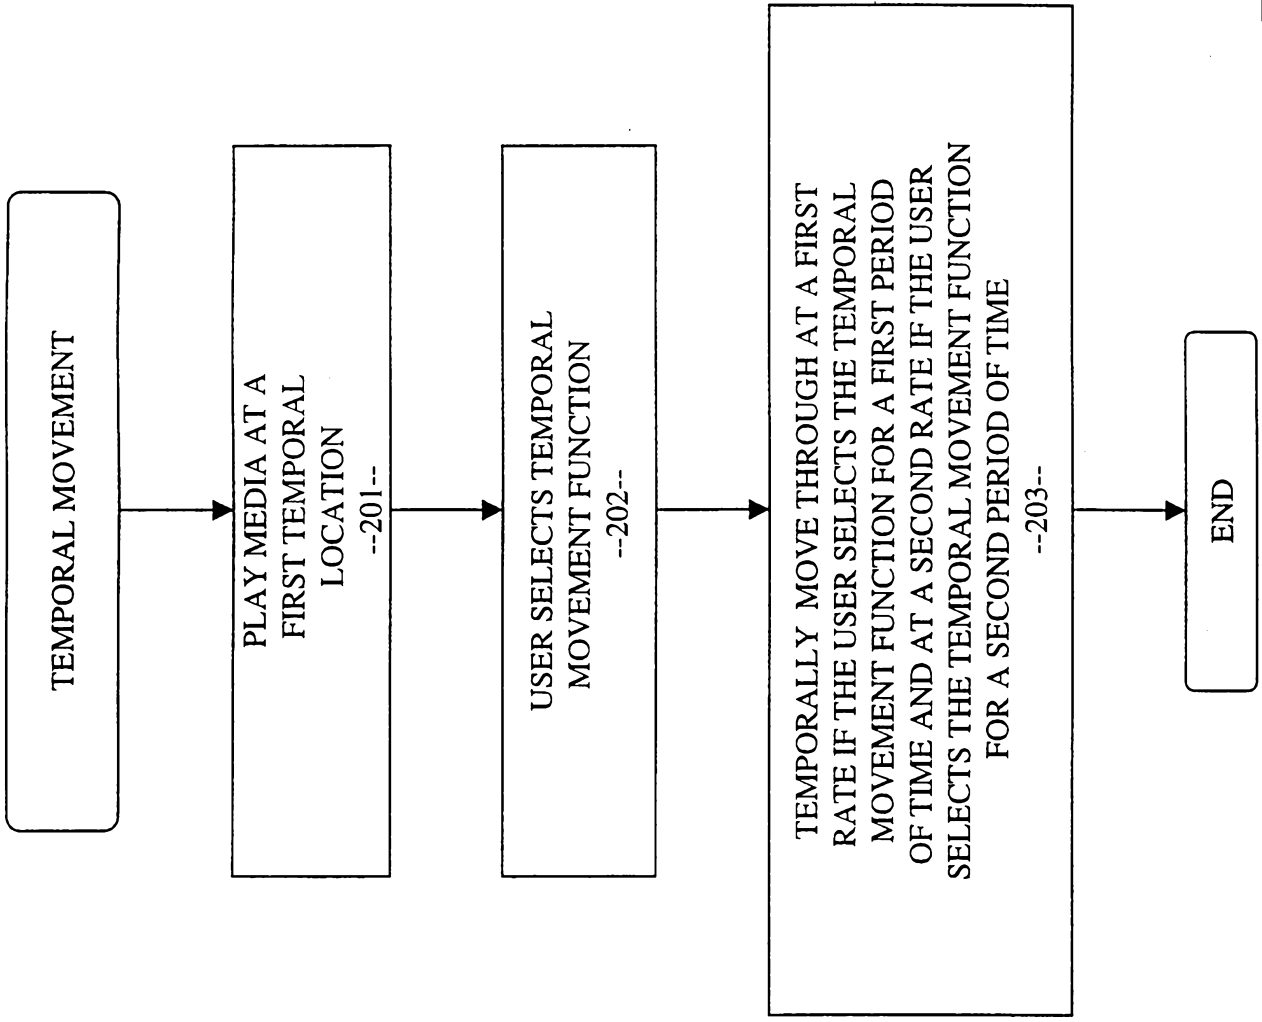 TEMPORAL MOVEMENT
PLAY MEDIA AT A
FIRST TEMPORAL
LOCATION
--201--
USER SELECTS TEMPORAL
MOVEMENT FUNCTION
--202--
TEMPORALLY MOVE THROUGH AT A FIRST
RATE IF THE USER SELECTS THE TEMPORAL
MOVEMENT FUNCTION FOR A FIRST PERIOD
OF TIME AND AT A SECOND RATE IF THE USER
SELECTS THE TEMPORAL MOVEMENT FUNCTION
FOR A SECOND PERIOD OF TIME
--203--
END